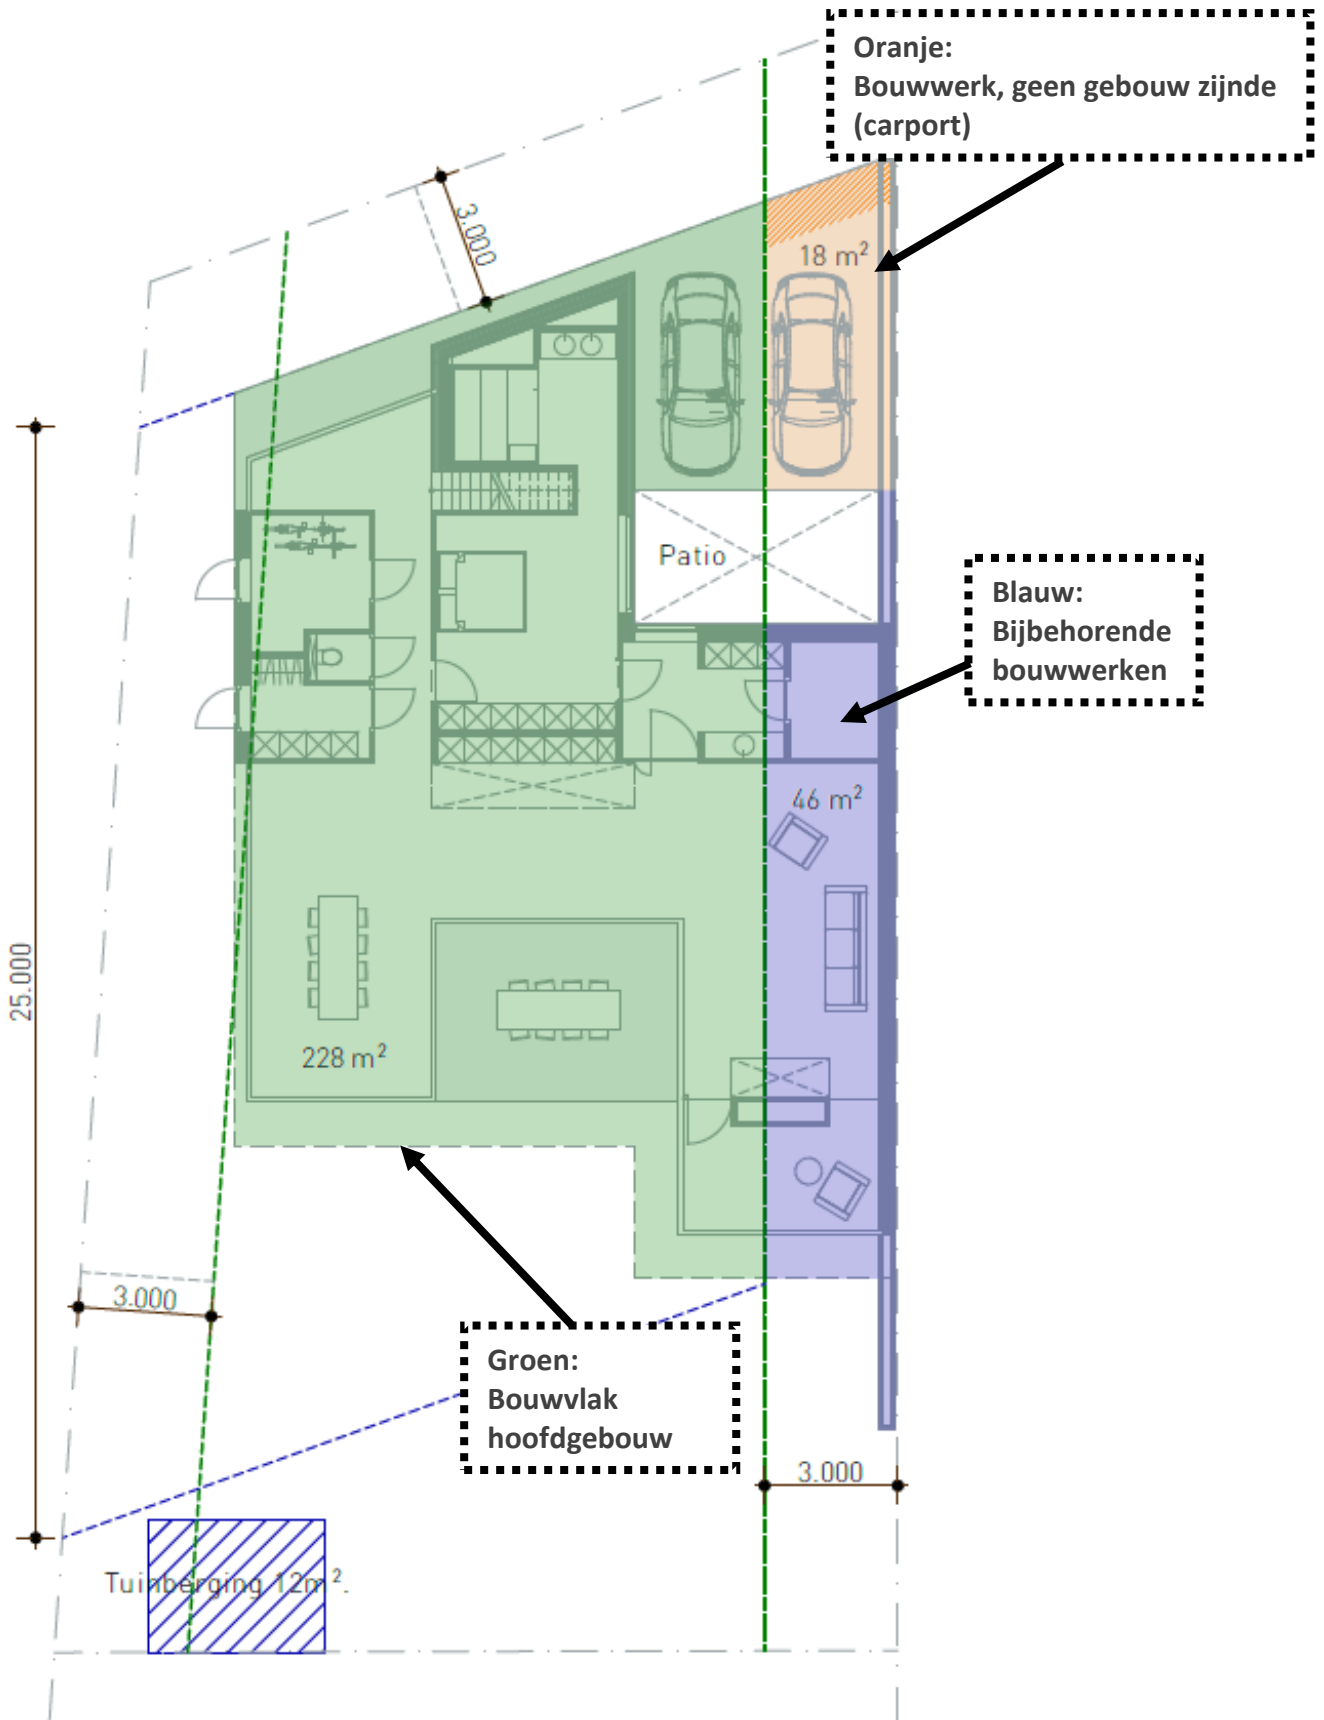 Oranje:
Bouwwerk, geen gebouw zijnde
(carport)
3.000
18 m²
Patio
Blauw:
Bijbehorende
bouwwerken
46 m²
25.000
228 m²
3.000
Groen:
Bouwvlak
hoofdgebouw
3.000
Tuinberging 12m².